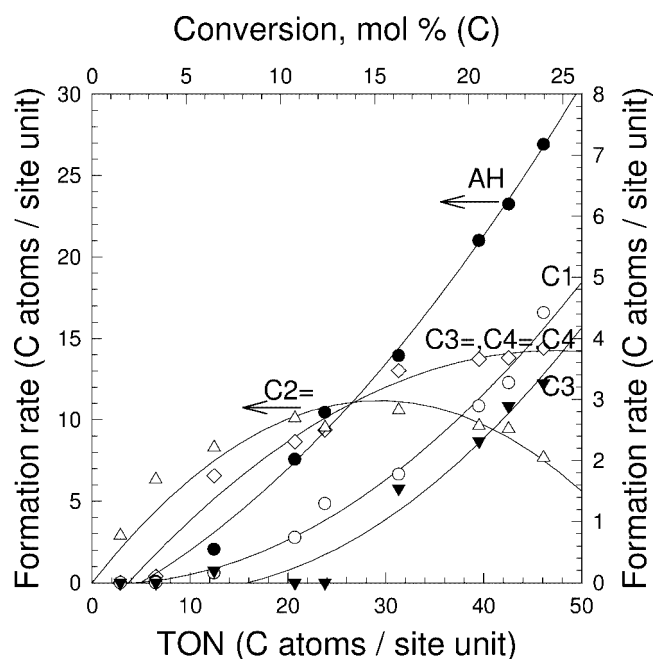 Conversion, mol % (C)
0 5 10 15 20 25
30 8
25 7
20 6
15 5
10 4
5 3
0 2
1
0
Formation rate (C atoms / site unit)
Formation rate (C atoms / site unit)
AH
C1
C3=,C4=,C4
C2=
C3
0 10 20 30 40 50
TON (C atoms / site unit)